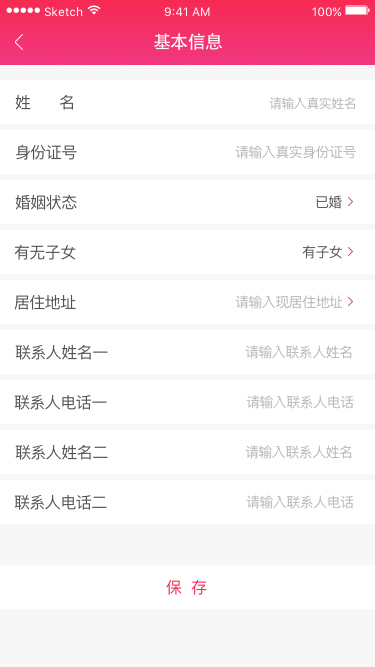 Sketch 9:41 AM 100%
基本信息
姓 名 请输入真实姓名
身份证号 请输入真实身份证号
婚姻状态 已婚
有无子女 有子女
居住地址 请输入现居住地址
联系人姓名一 请输入联系人姓名
联系人电话一 请输入联系人电话
联系人姓名二 请输入联系人姓名
联系人电话二 请输入联系人电话
保 存